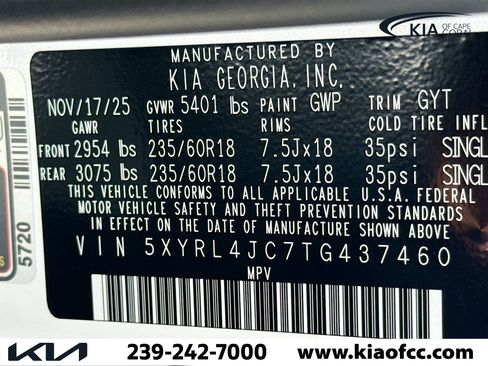 KIA OF CAPE CORAL
MANUFACTURED BY
KIA GEORGIA, INC.
NOV/17/25 GVWR 5401 lbs PAINT GWP TRIM GYT
GAWR TIRES RIMS COLD TIRE INFL
FRONT 2954 lbs 235/60R18 7.5Jx18 35psi SINGL
REAR 3075 lbs 235/60R18 7.5Jx18 35psi SINGL
THIS VEHICLE CONFORMS TO ALL APPLICABLE U.S.A. FEDERAL
MOTOR VEHICLE SAFETY AND THEFT PREVENTION STANDARDS
IN EFFECT ON THE DATE OF MANUFACTURE SHOWN ABOVE.
VIN 5XYRL4JC7TG437460
MPV
5720
KIA 239-242-7000 www.kiaofcc.com